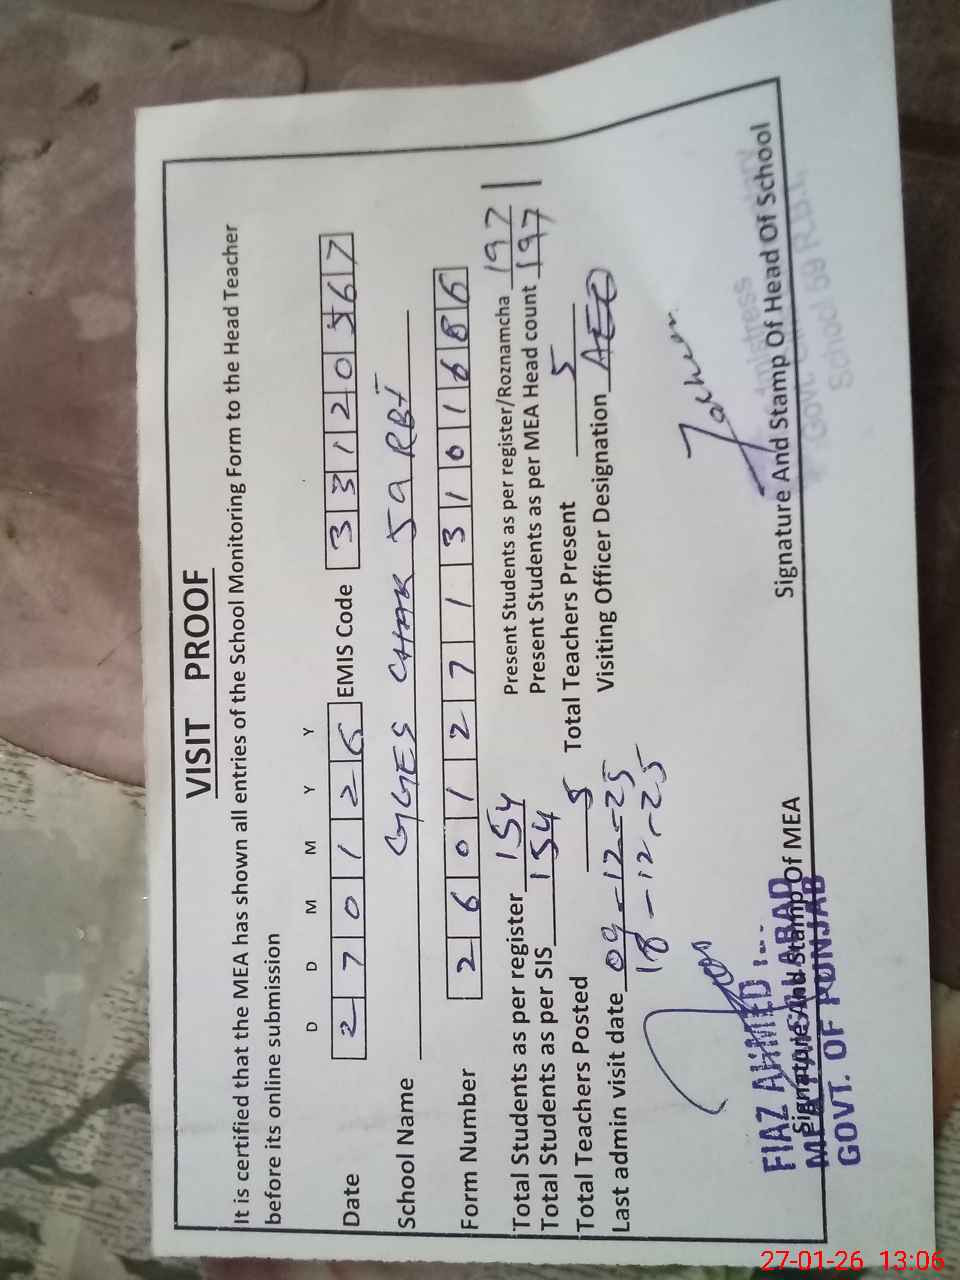 VISIT PROOF
It is certified that the MEA has shown all entries of the School Monitoring Form to the Head Teacher
before its online submission
D D M M Y Y
Date 2 7 0 1 2 6 EMIS Code 3 3 1 2 0 5 6 7
School Name GGES CHAK 59 RBI
Form Number 2 6 0 1 2 7 1 3 1 0 1 6 8 6
Total Students as per register 154 Present Students as per register/Roznamcha 197
Total Students as per SIS 154 Present Students as per MEA Head count 197
Total Teachers Posted 5 Total Teachers Present 5
Last admin visit date 09-12-25 Visiting Officer Designation AEO
18-12-25
Signature And Stamp Of MEA Signature And Stamp Of Head Of School
FIAZ AHMED
MEA FAISALABAD
GOVT. OF PUNJAB
School 59 R.B.I.
27-01-26 13:06